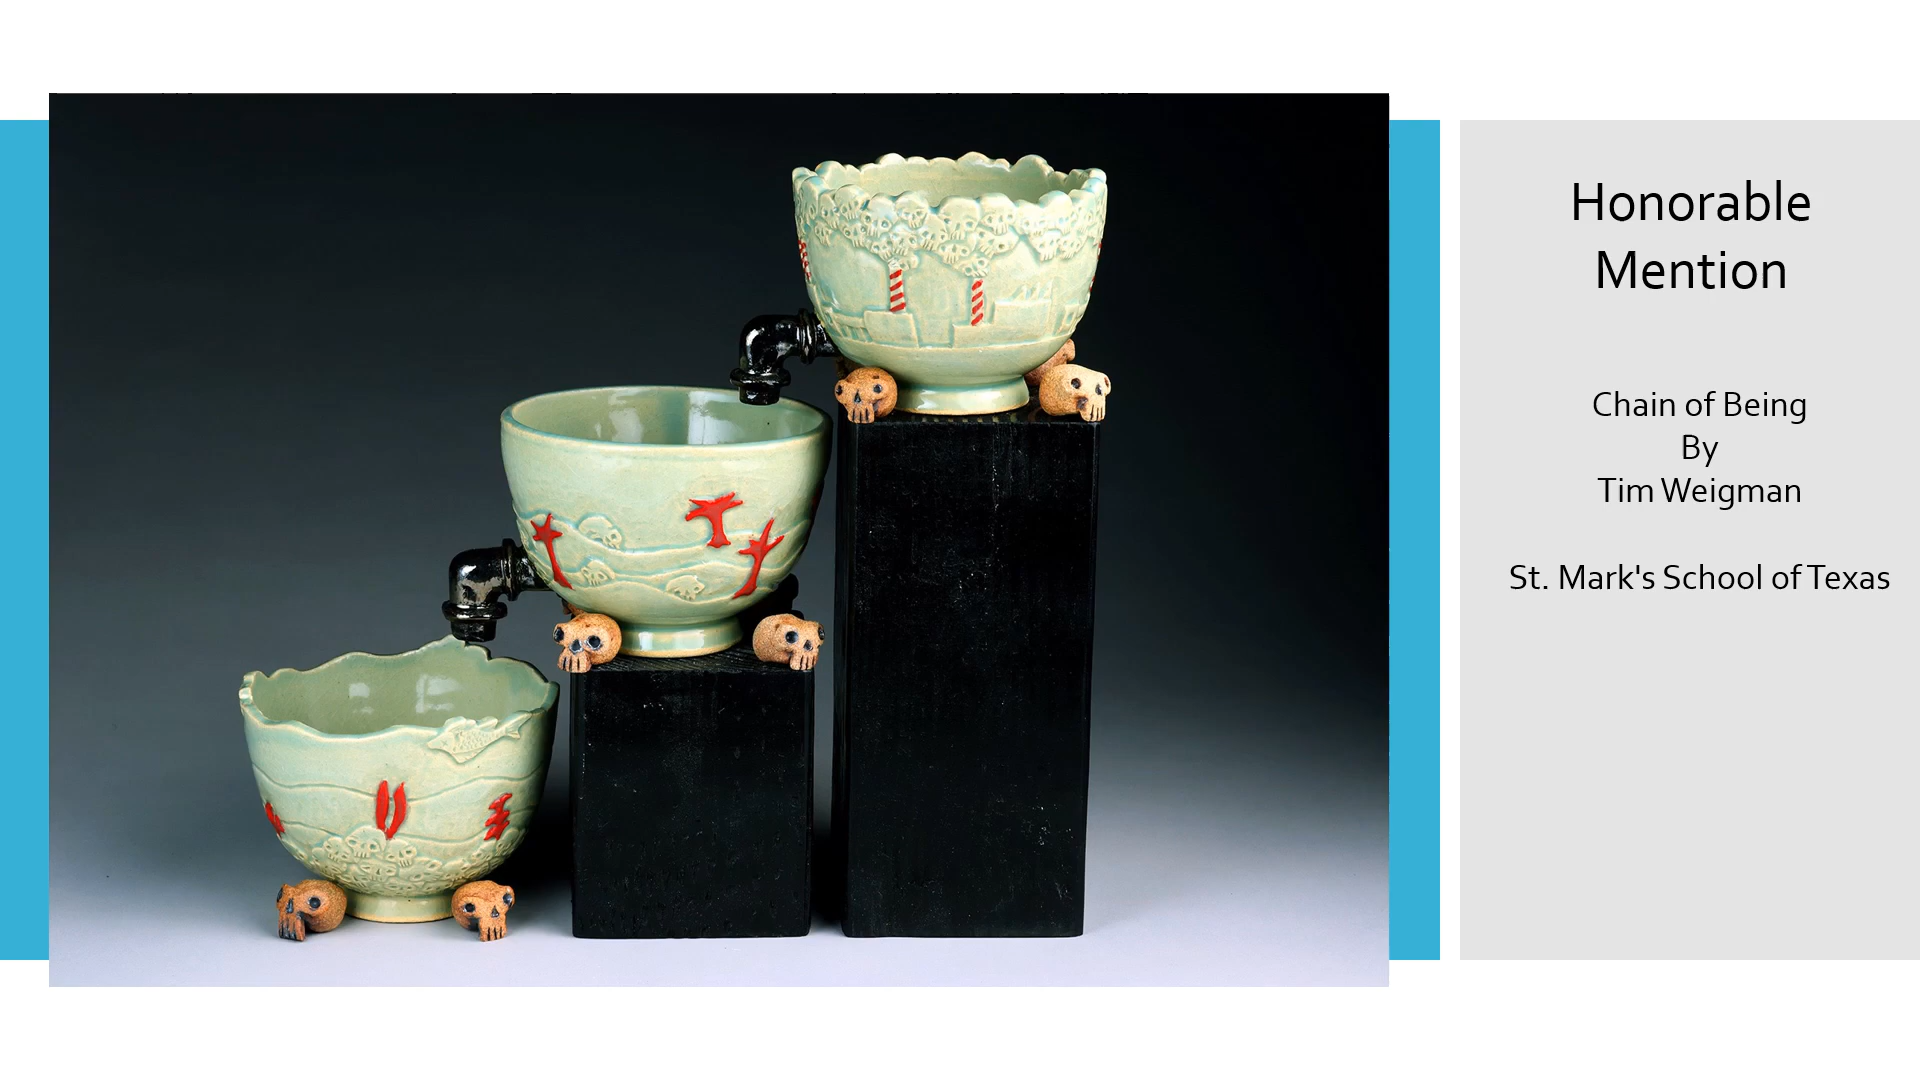 Honorable
Mention
Chain of Being
By
Tim Weigman
St. Mark's School of Texas